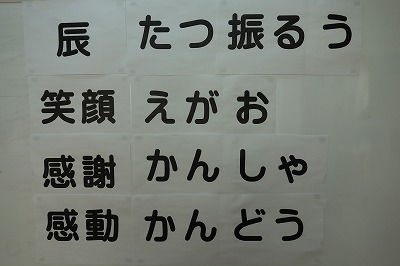 辰 たつ振るう
笑顔 えがお
感謝 かんしゃ
感動 かんどう